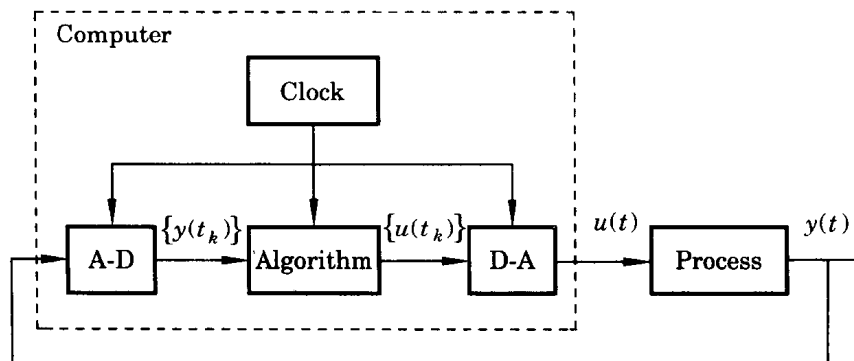 Computer
Clock
{y(t_k)}
{u(t_k)}
u(t)
y(t)
A-D
Algorithm
D-A
Process